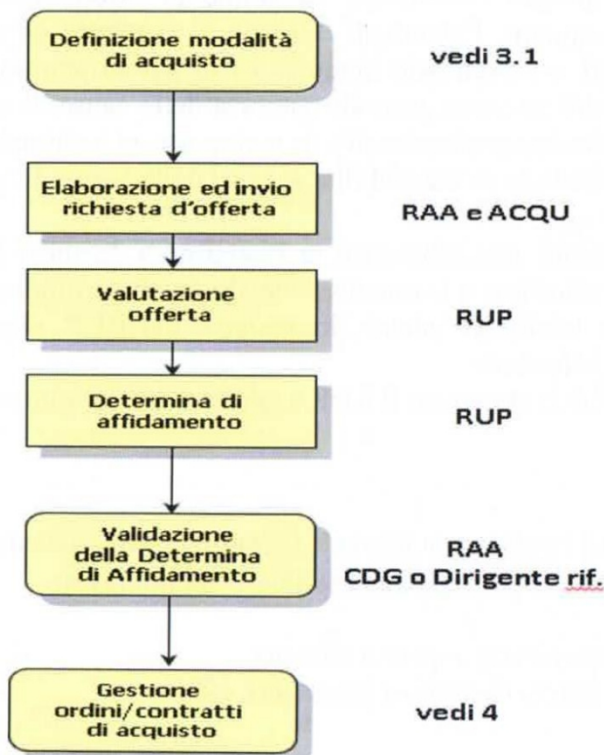 Definizione modalità
di acquisto
vedi 3.1
Elaborazione ed invio
richiesta d'offerta
RAA e ACQU
Valutazione
offerta
RUP
Determina di
affidamento
RUP
Validazione
della Determina
di Affidamento
RAA
CDG o Dirigente rif.
Gestione
ordini/contratti
di acquisto
vedi 4